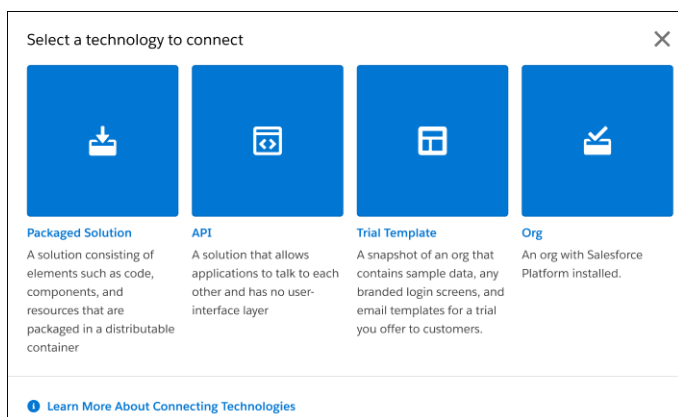 Select a technology to connect
Packaged Solution
A solution consisting of
elements such as code,
components, and
resources that are
packaged in a distributable
container
API
A solution that allows
applications to talk to each
other and has no user-
interface layer
Trial Template
A snapshot of an org that
contains sample data, any
branded login screens, and
email templates for a trial
you offer to customers.
Org
An org with Salesforce
Platform installed.
Learn More About Connecting Technologies